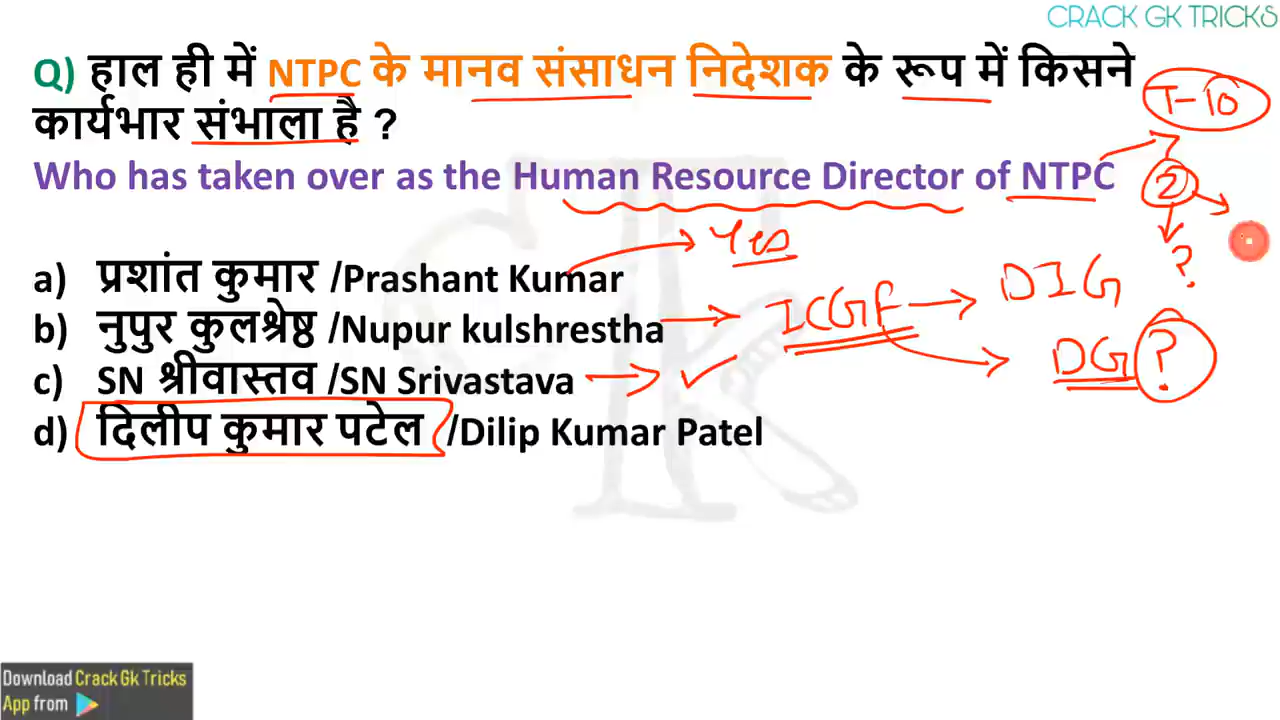 CRACK GK TRICKS
Q) हाल ही में NTPC के मानव संसाधन निदेशक के रूप में किसने
कार्यभार संभाला है ?
T-10
Who has taken over as the Human Resource Director of NTPC
2
Yes
a) प्रशांत कुमार /Prashant Kumar
?
DIG
b) नुपुर कुलश्रेष्ठ /Nupur kulshrestha
ICGF
DG ?
c) SN श्रीवास्तव /SN Srivastava
d) दिलीप कुमार पटेल /Dilip Kumar Patel
Download Crack Gk Tricks
App from